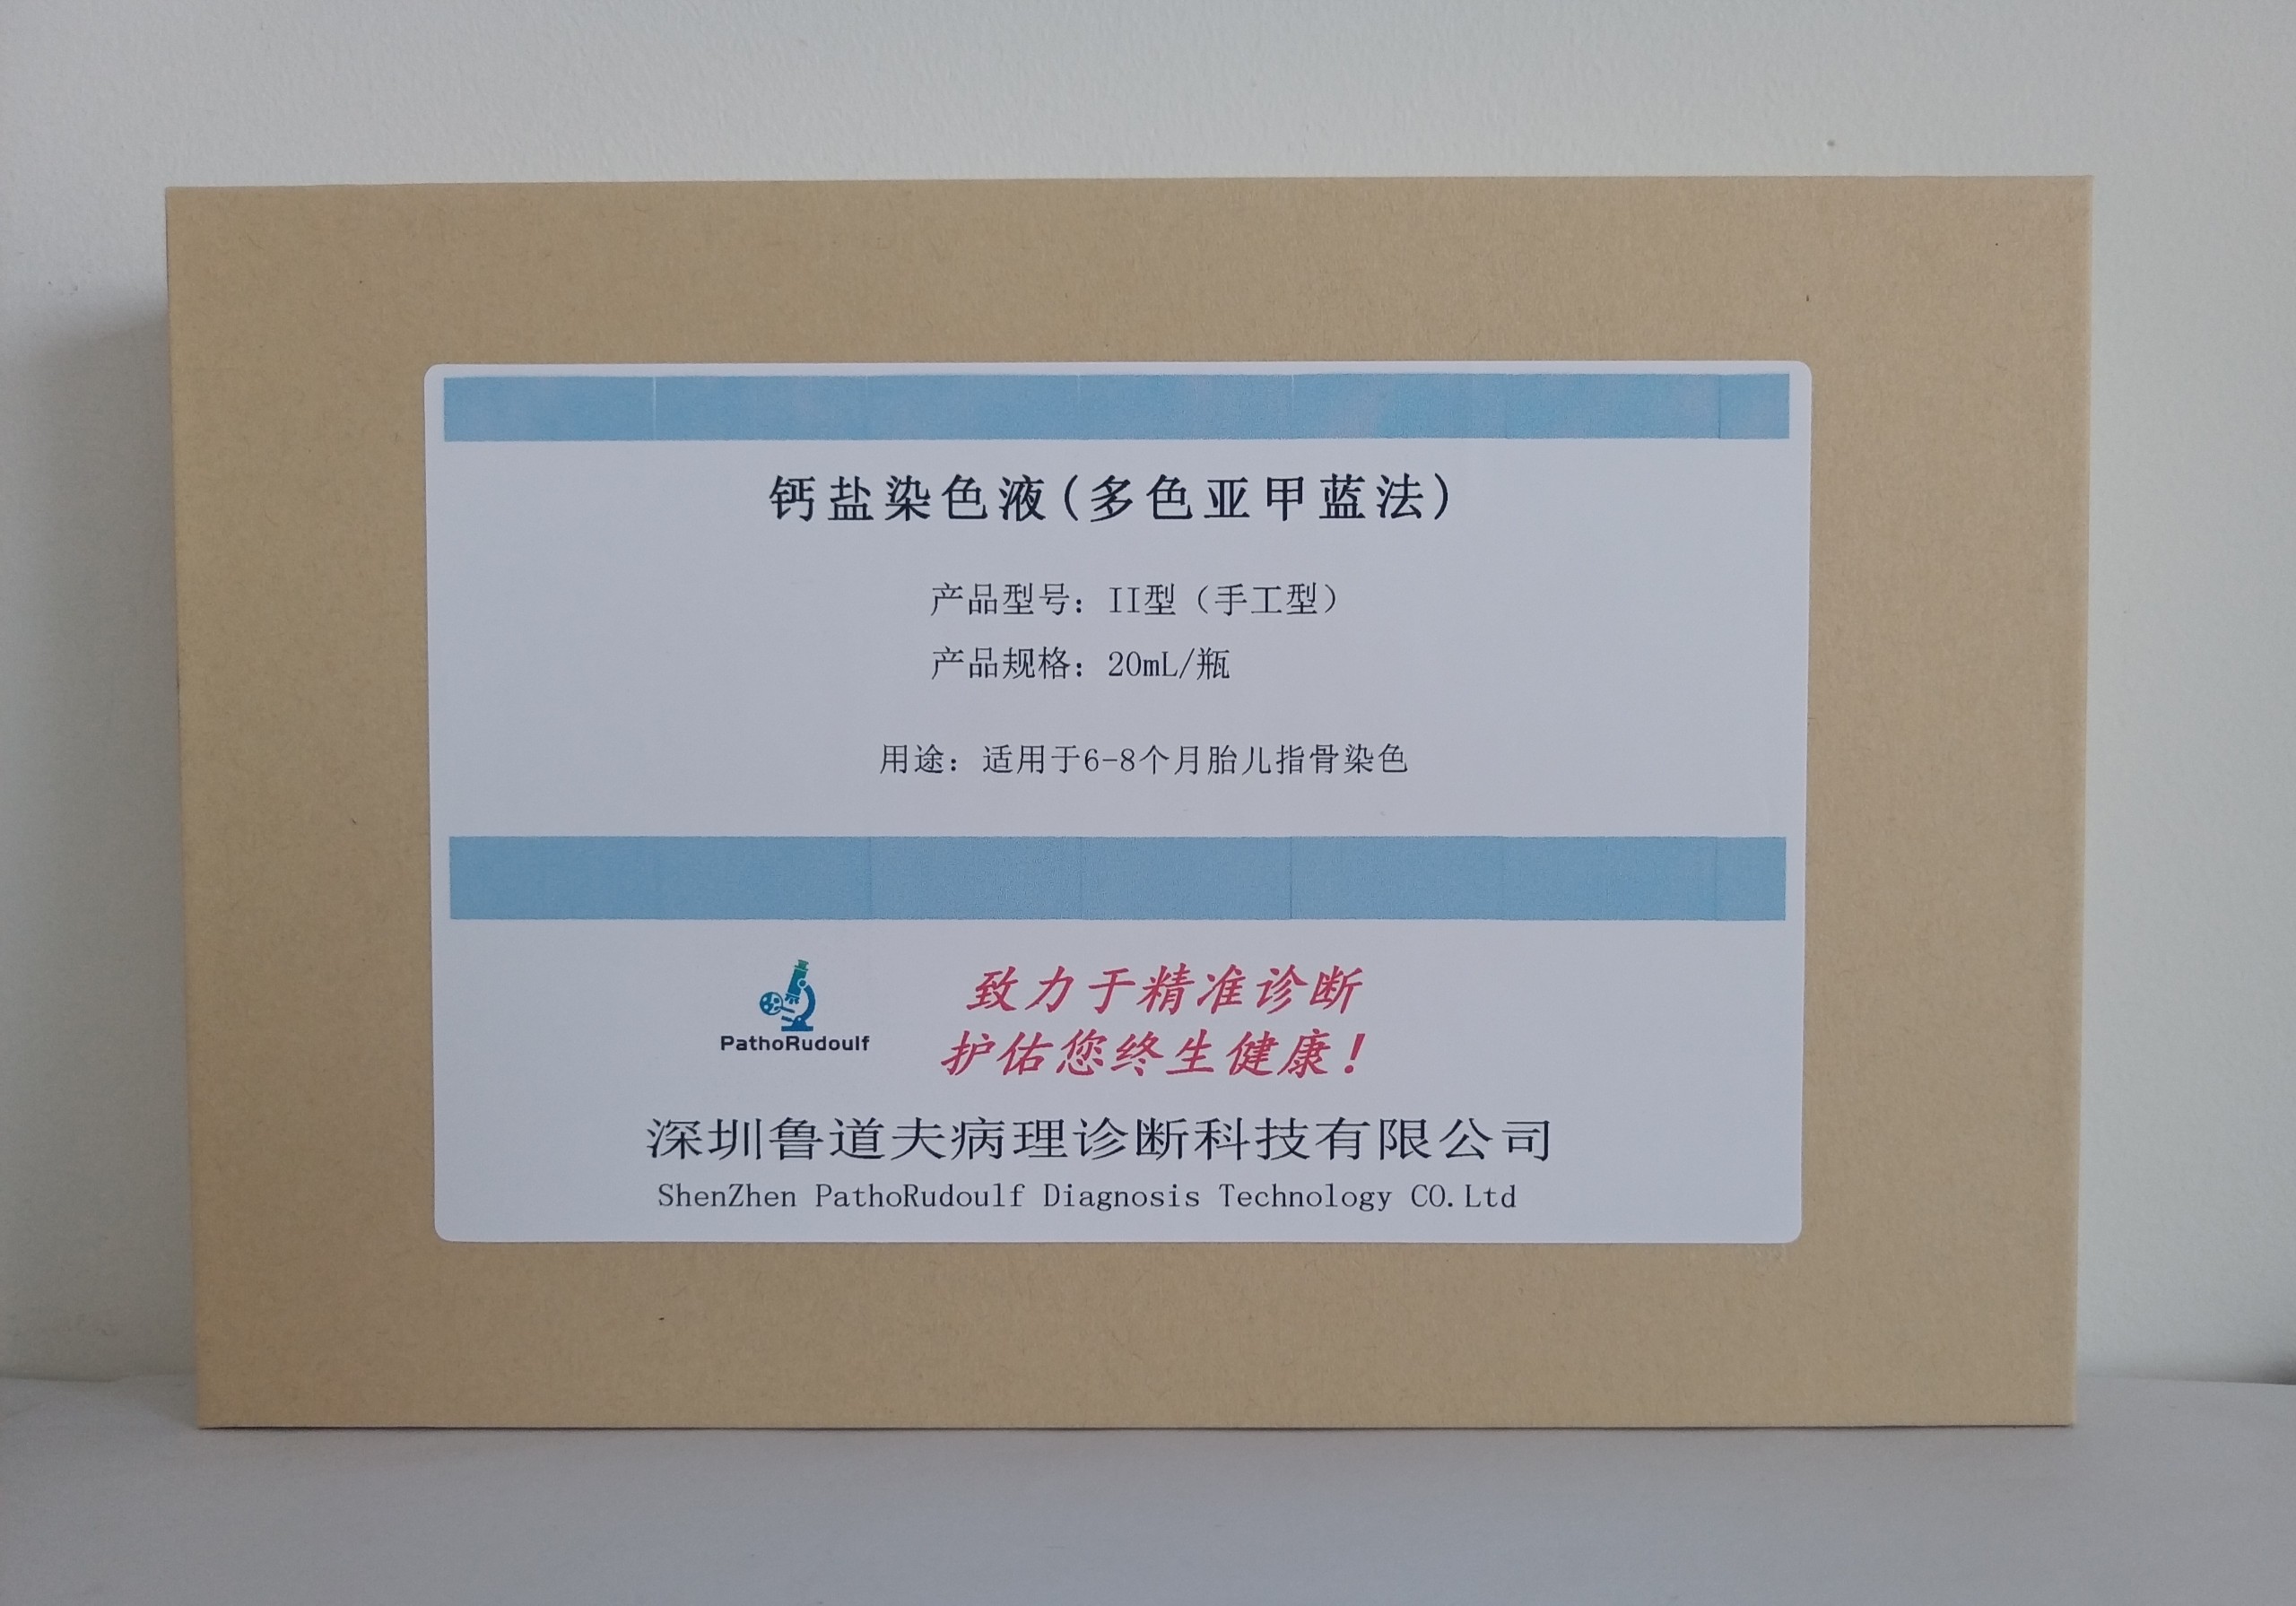 钙盐染色液(多色亚甲蓝法)
产品型号：II型（手工型）
产品规格：20mL/瓶
用途：适用于6-8个月胎儿指骨染色
PathoRudoulf
致力于精准诊断
护佑您终生健康！
深圳鲁道夫病理诊断科技有限公司
ShenZhen PathoRudoulf Diagnosis Technology CO.Ltd